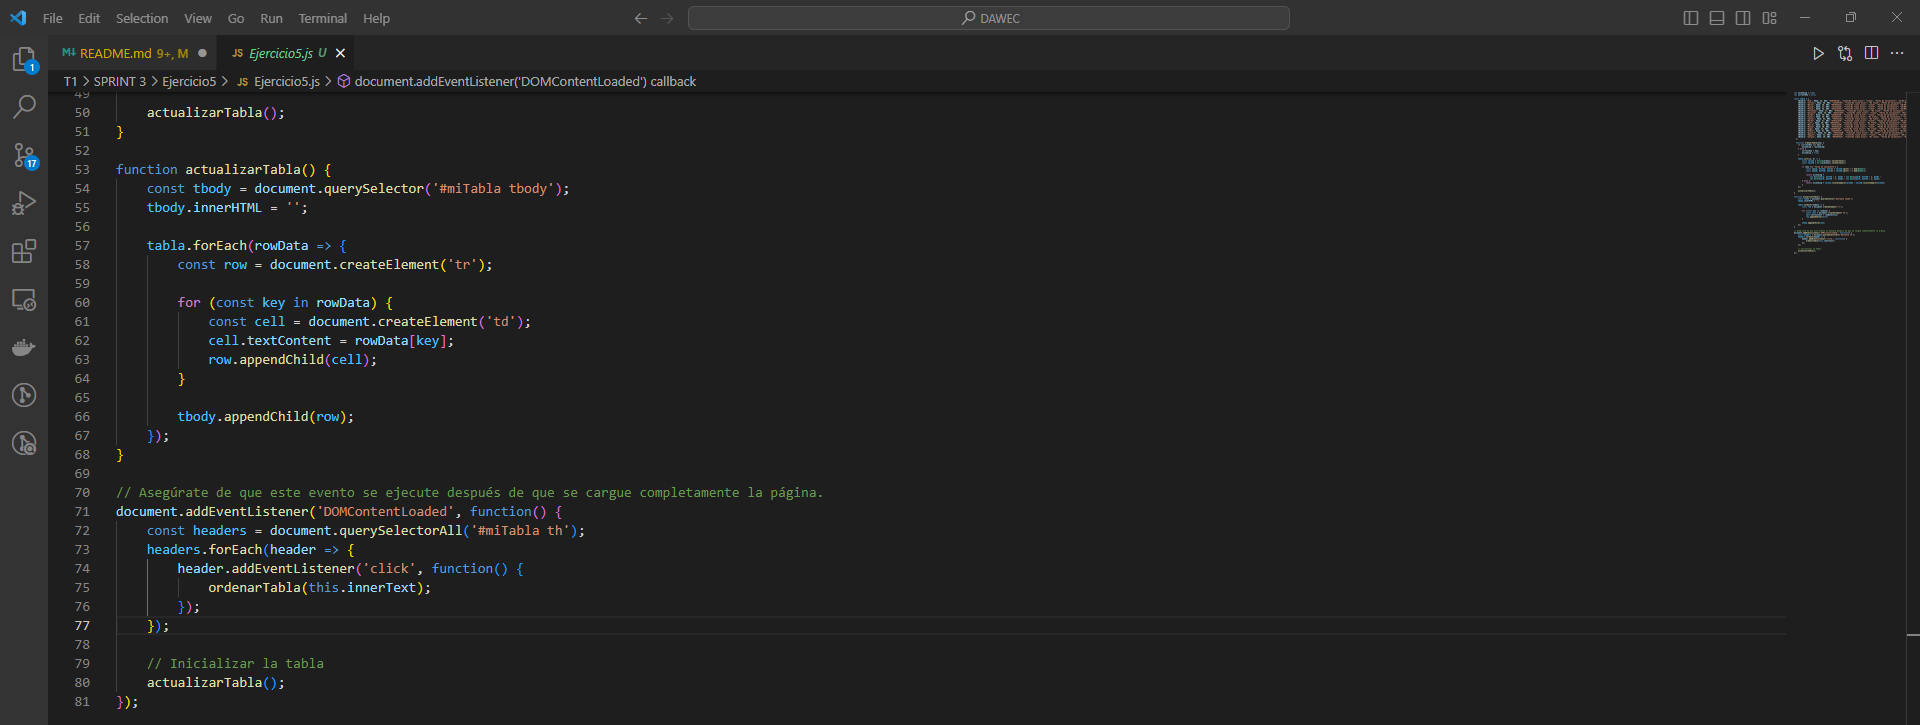 File Edit Selection View Go Run Terminal Help
DAWEC
README.md 9+, M
JS Ejercicio5.js U
T1 > SPRINT 3 > Ejercicio5 > JS Ejercicio5.js > document.addEventListener('DOMContentLoaded') callback
1
17
49
50 actualizarTabla();
51 }
52
53 function actualizarTabla() {
54 const tbody = document.querySelector('#miTabla tbody');
55 tbody.innerHTML = '';
56
57 tabla.forEach(rowData => {
58 const row = document.createElement('tr');
59
60 for (const key in rowData) {
61 const cell = document.createElement('td');
62 cell.textContent = rowData[key];
63 row.appendChild(cell);
64 }
65
66 tbody.appendChild(row);
67 });
68 }
69
70 // Asegúrate de que este evento se ejecute después de que se cargue completamente la página.
71 document.addEventListener('DOMContentLoaded', function() {
72 const headers = document.querySelectorAll('#miTabla th');
73 headers.forEach(header => {
74 header.addEventListener('click', function() {
75 ordenarTabla(this.innerText);
76 });
77 });
78
79 // Inicializar la tabla
80 actualizarTabla();
81 });